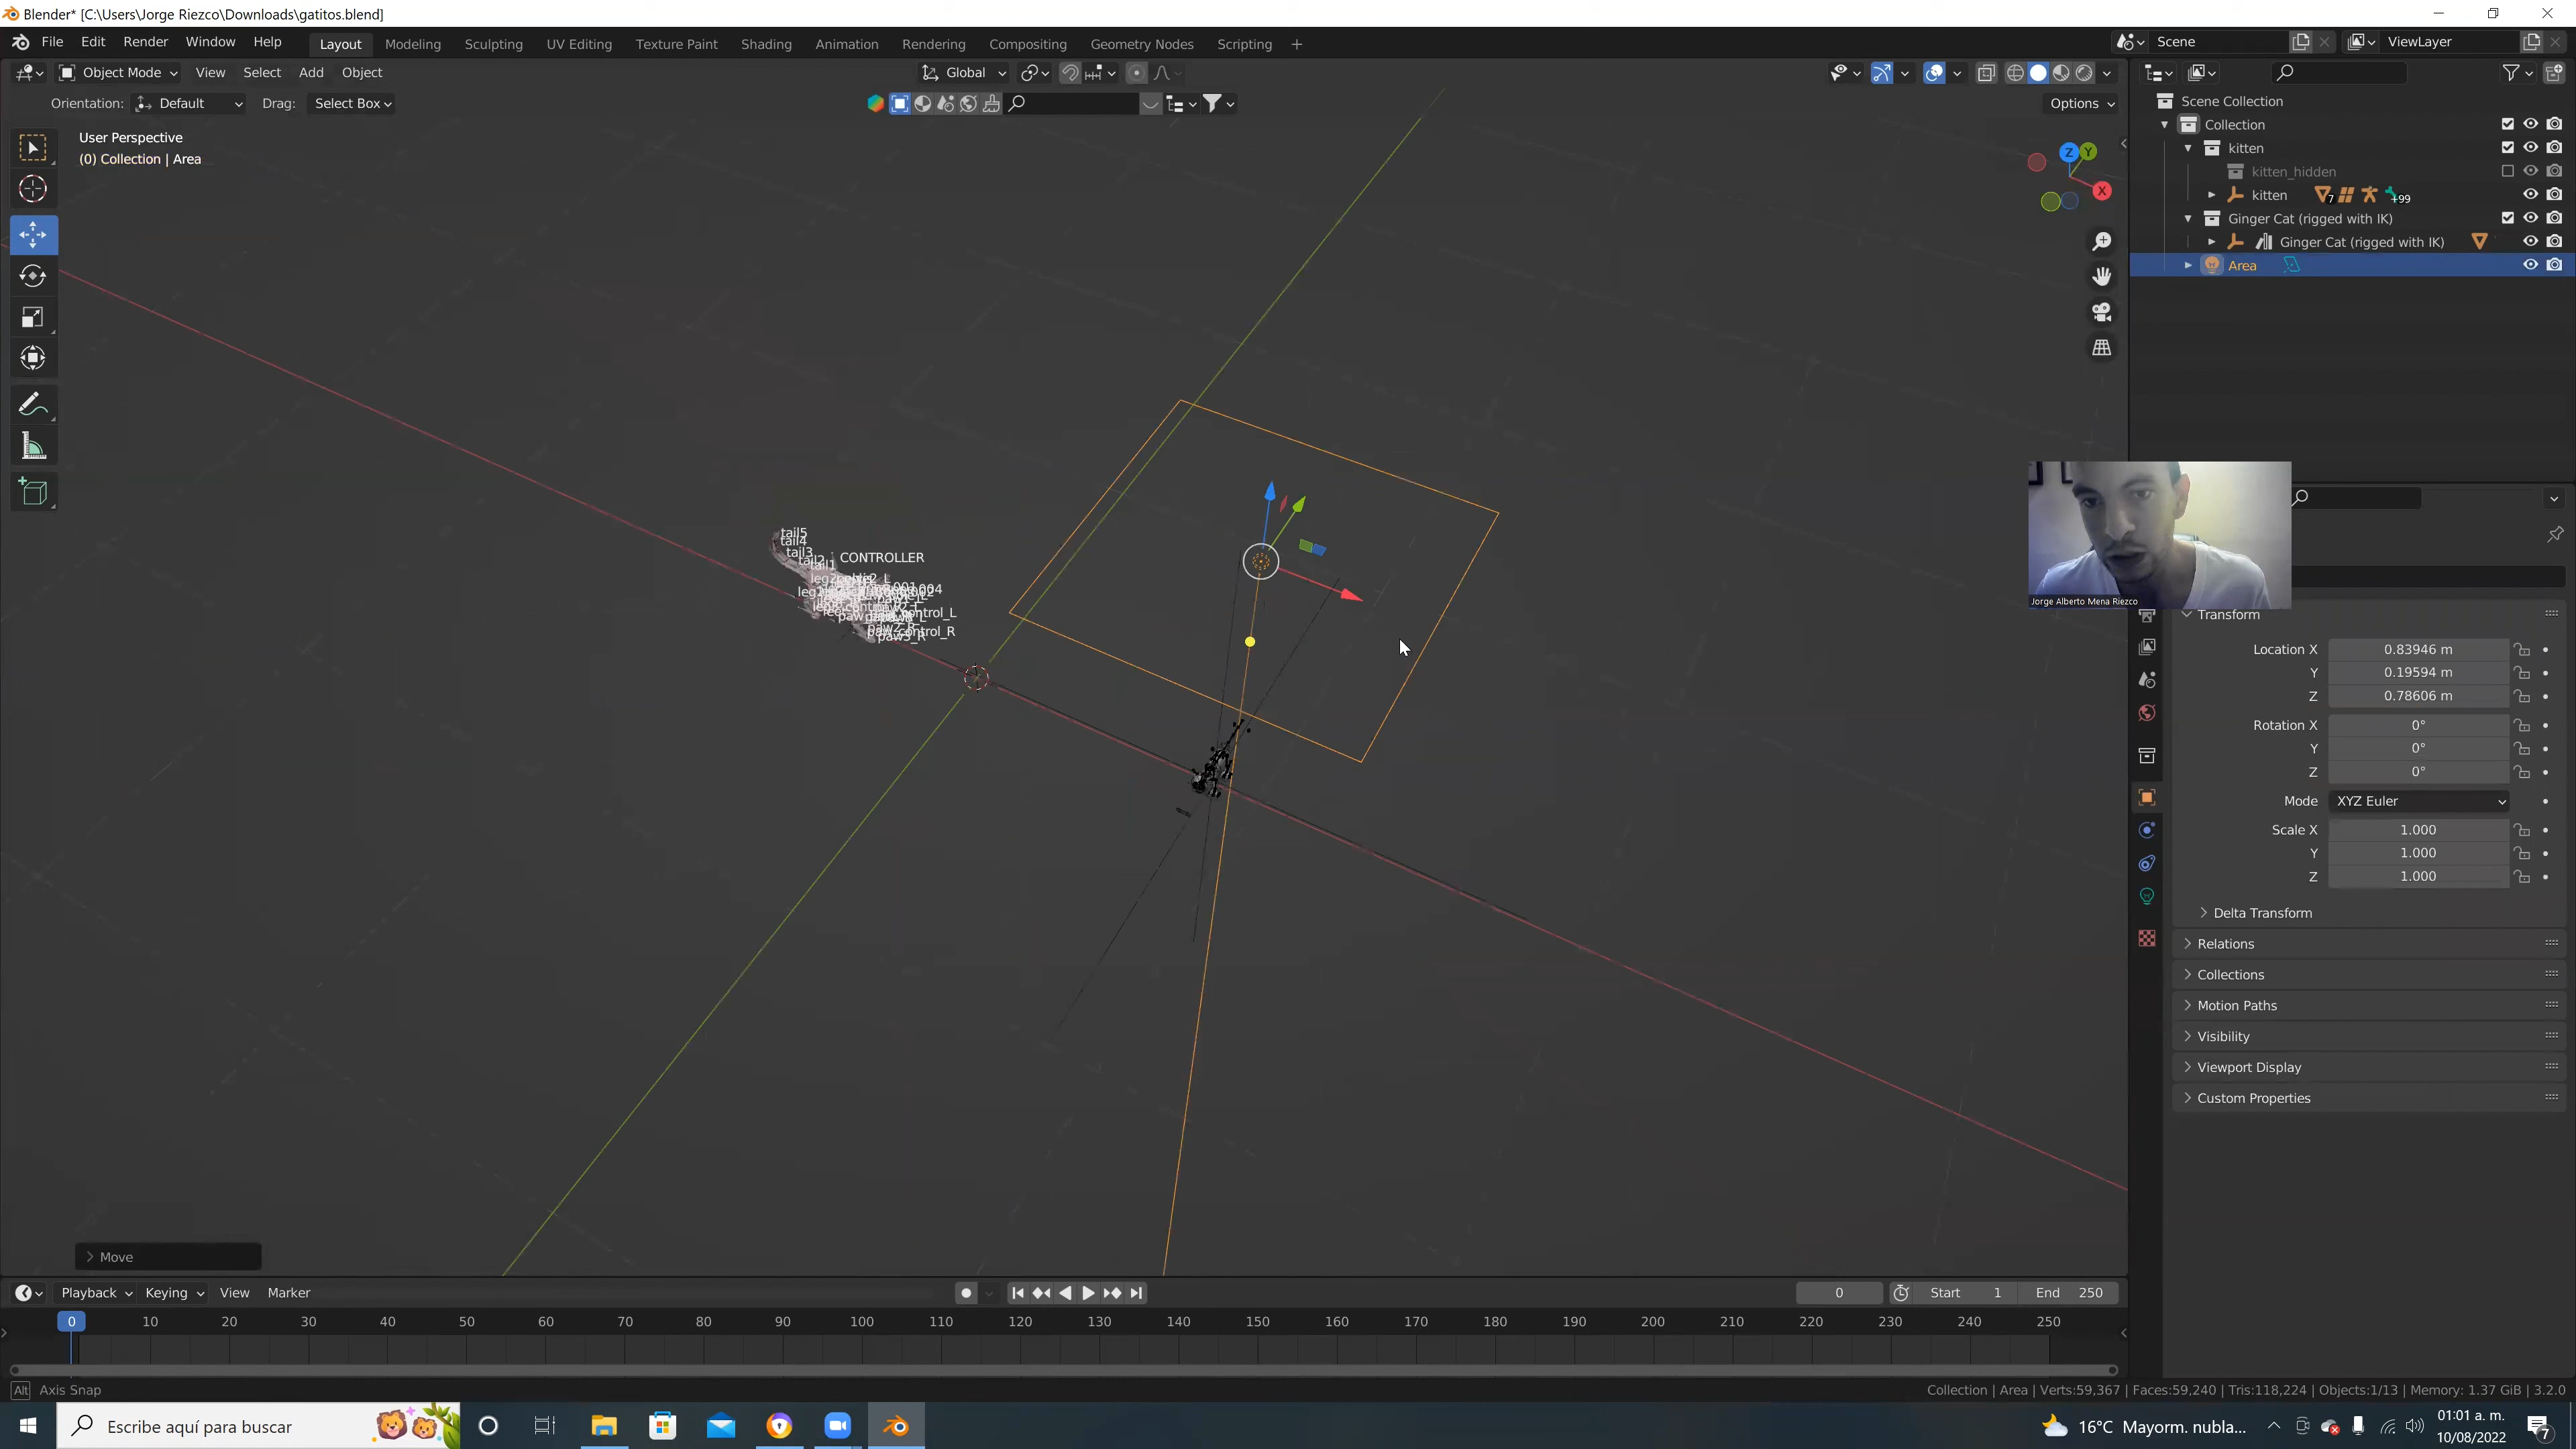 Blender* [C:\Users\Jorge Riezco\Downloads\gatitos.blend]
File Edit Render Window Help Layout Modeling Sculpting UV Editing Texture Paint Shading Animation Rendering Compositing Geometry Nodes Scripting + Scene ViewLayer
Object Mode View Select Add Object Global
Orientation: Default Drag: Select Box Options
User Perspective
(0) Collection | Area
Z Y X
Scene Collection
Collection
kitten
kitten_hidden
kitten 7 +99
Ginger Cat (rigged with IK)
Ginger Cat (rigged with IK)
Area
tail5
tail4
tail3
tail2
tail1
CONTROLLER
paw2_R
paw_control_R
paw3_R
Jorge Alberto Mena Riezco
Transform
Location X 0.83946 m
Y 0.19594 m
Z 0.78606 m
Rotation X 0°
Y 0°
Z 0°
Mode XYZ Euler
Scale X 1.000
Y 1.000
Z 1.000
Delta Transform
Relations
Collections
Motion Paths
Visibility
Viewport Display
Custom Properties
Move
Playback Keying View Marker 0 Start 1 End 250
0 10 20 30 40 50 60 70 80 90 100 110 120 130 140 150 160 170 180 190 200 210 220 230 240 250
Alt Axis Snap
Collection | Area | Verts:59,367 | Faces:59,240 | Tris:118,224 | Objects:1/13 | Memory: 1.37 GiB | 3.2.0
Escribe aquí para buscar
16°C Mayorm. nubla...
01:01 a. m.
10/08/2022
7